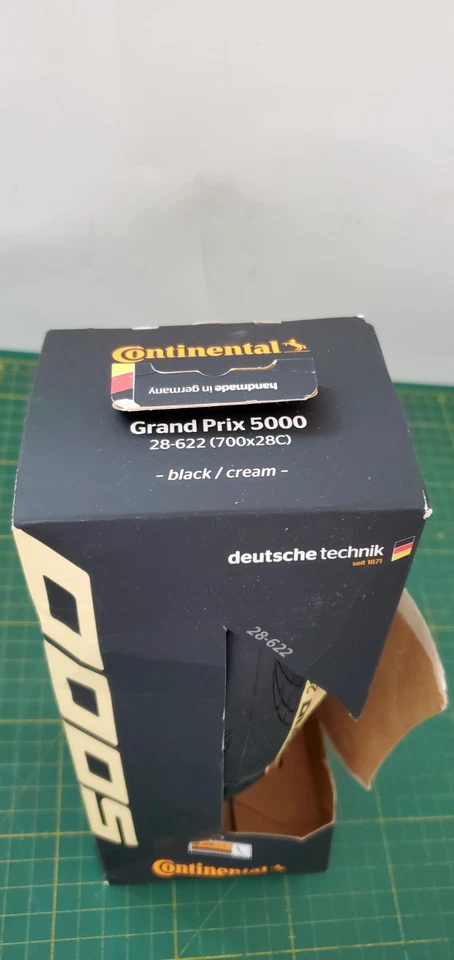 Continental
handmade in germany
Grand Prix 5000
28-622 (700x28C)
- black / cream -
deutsche technik
seit 1871
28-622
5000
Continental